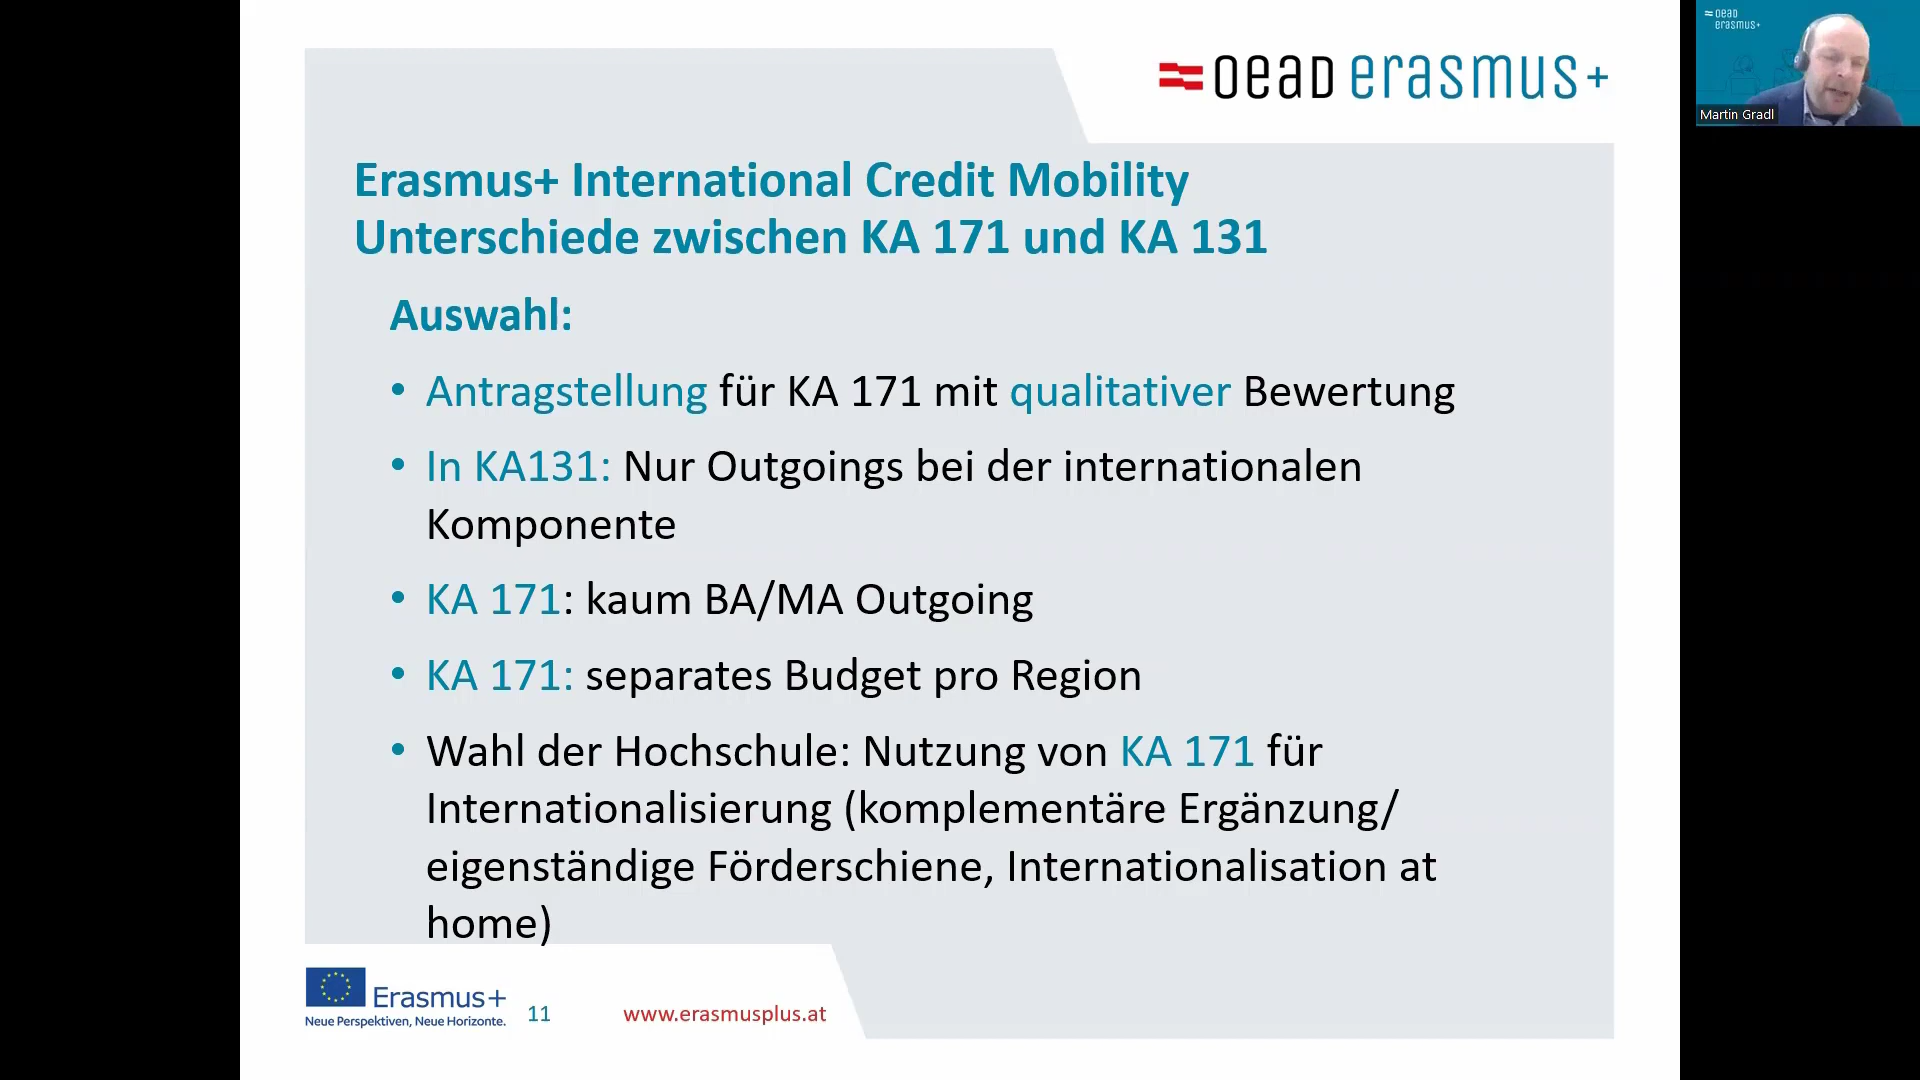 oead erasmus+
oead
erasmus+
Martin Gradl
Erasmus+ International Credit Mobility
Unterschiede zwischen KA 171 und KA 131
Auswahl:
• Antragstellung für KA 171 mit qualitativer Bewertung
• In KA131: Nur Outgoings bei der internationalen
Komponente
• KA 171: kaum BA/MA Outgoing
• KA 171: separates Budget pro Region
• Wahl der Hochschule: Nutzung von KA 171 für
Internationalisierung (komplementäre Ergänzung/
eigenständige Förderschiene, Internationalisation at
home)
Erasmus+
Neue Perspektiven, Neue Horizonte.
11
www.erasmusplus.at